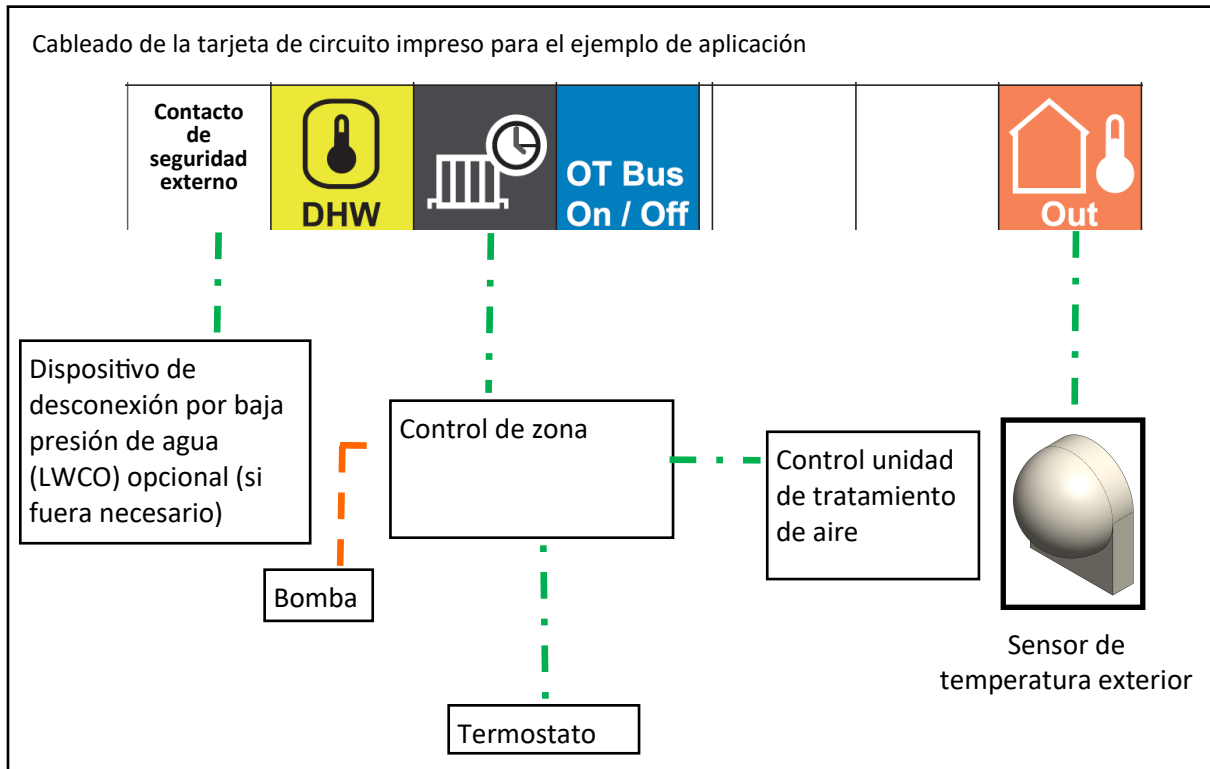 Cableado de la tarjeta de circuito impreso para el ejemplo de aplicación
Contacto
de
seguridad
externo
DHW
OT Bus
On / Off
Out
Dispositivo de
desconexión por baja
presión de agua
(LWCO) opcional (si
fuera necesario)
Control de zona
Control unidad
de tratamiento
de aire
Bomba
Sensor de
temperatura exterior
Termostato